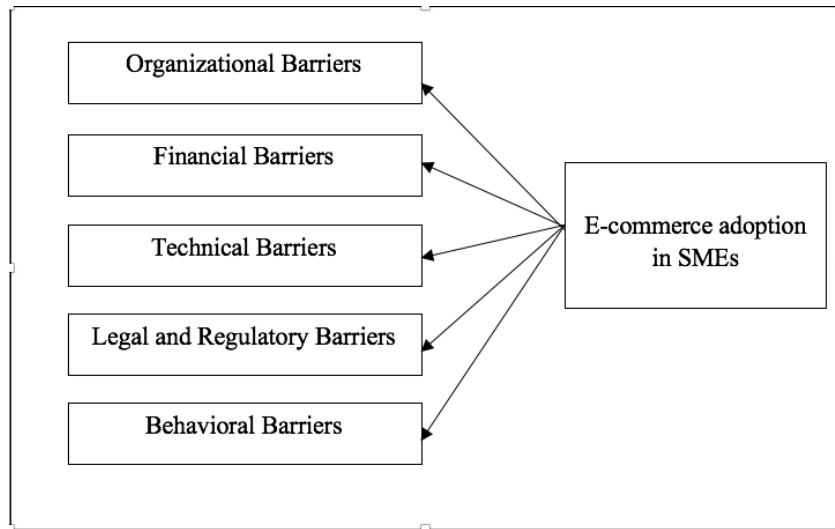 Organizational Barriers
Financial Barriers
Technical Barriers
Legal and Regulatory Barriers
Behavioral Barriers
E-commerce adoption
in SMEs